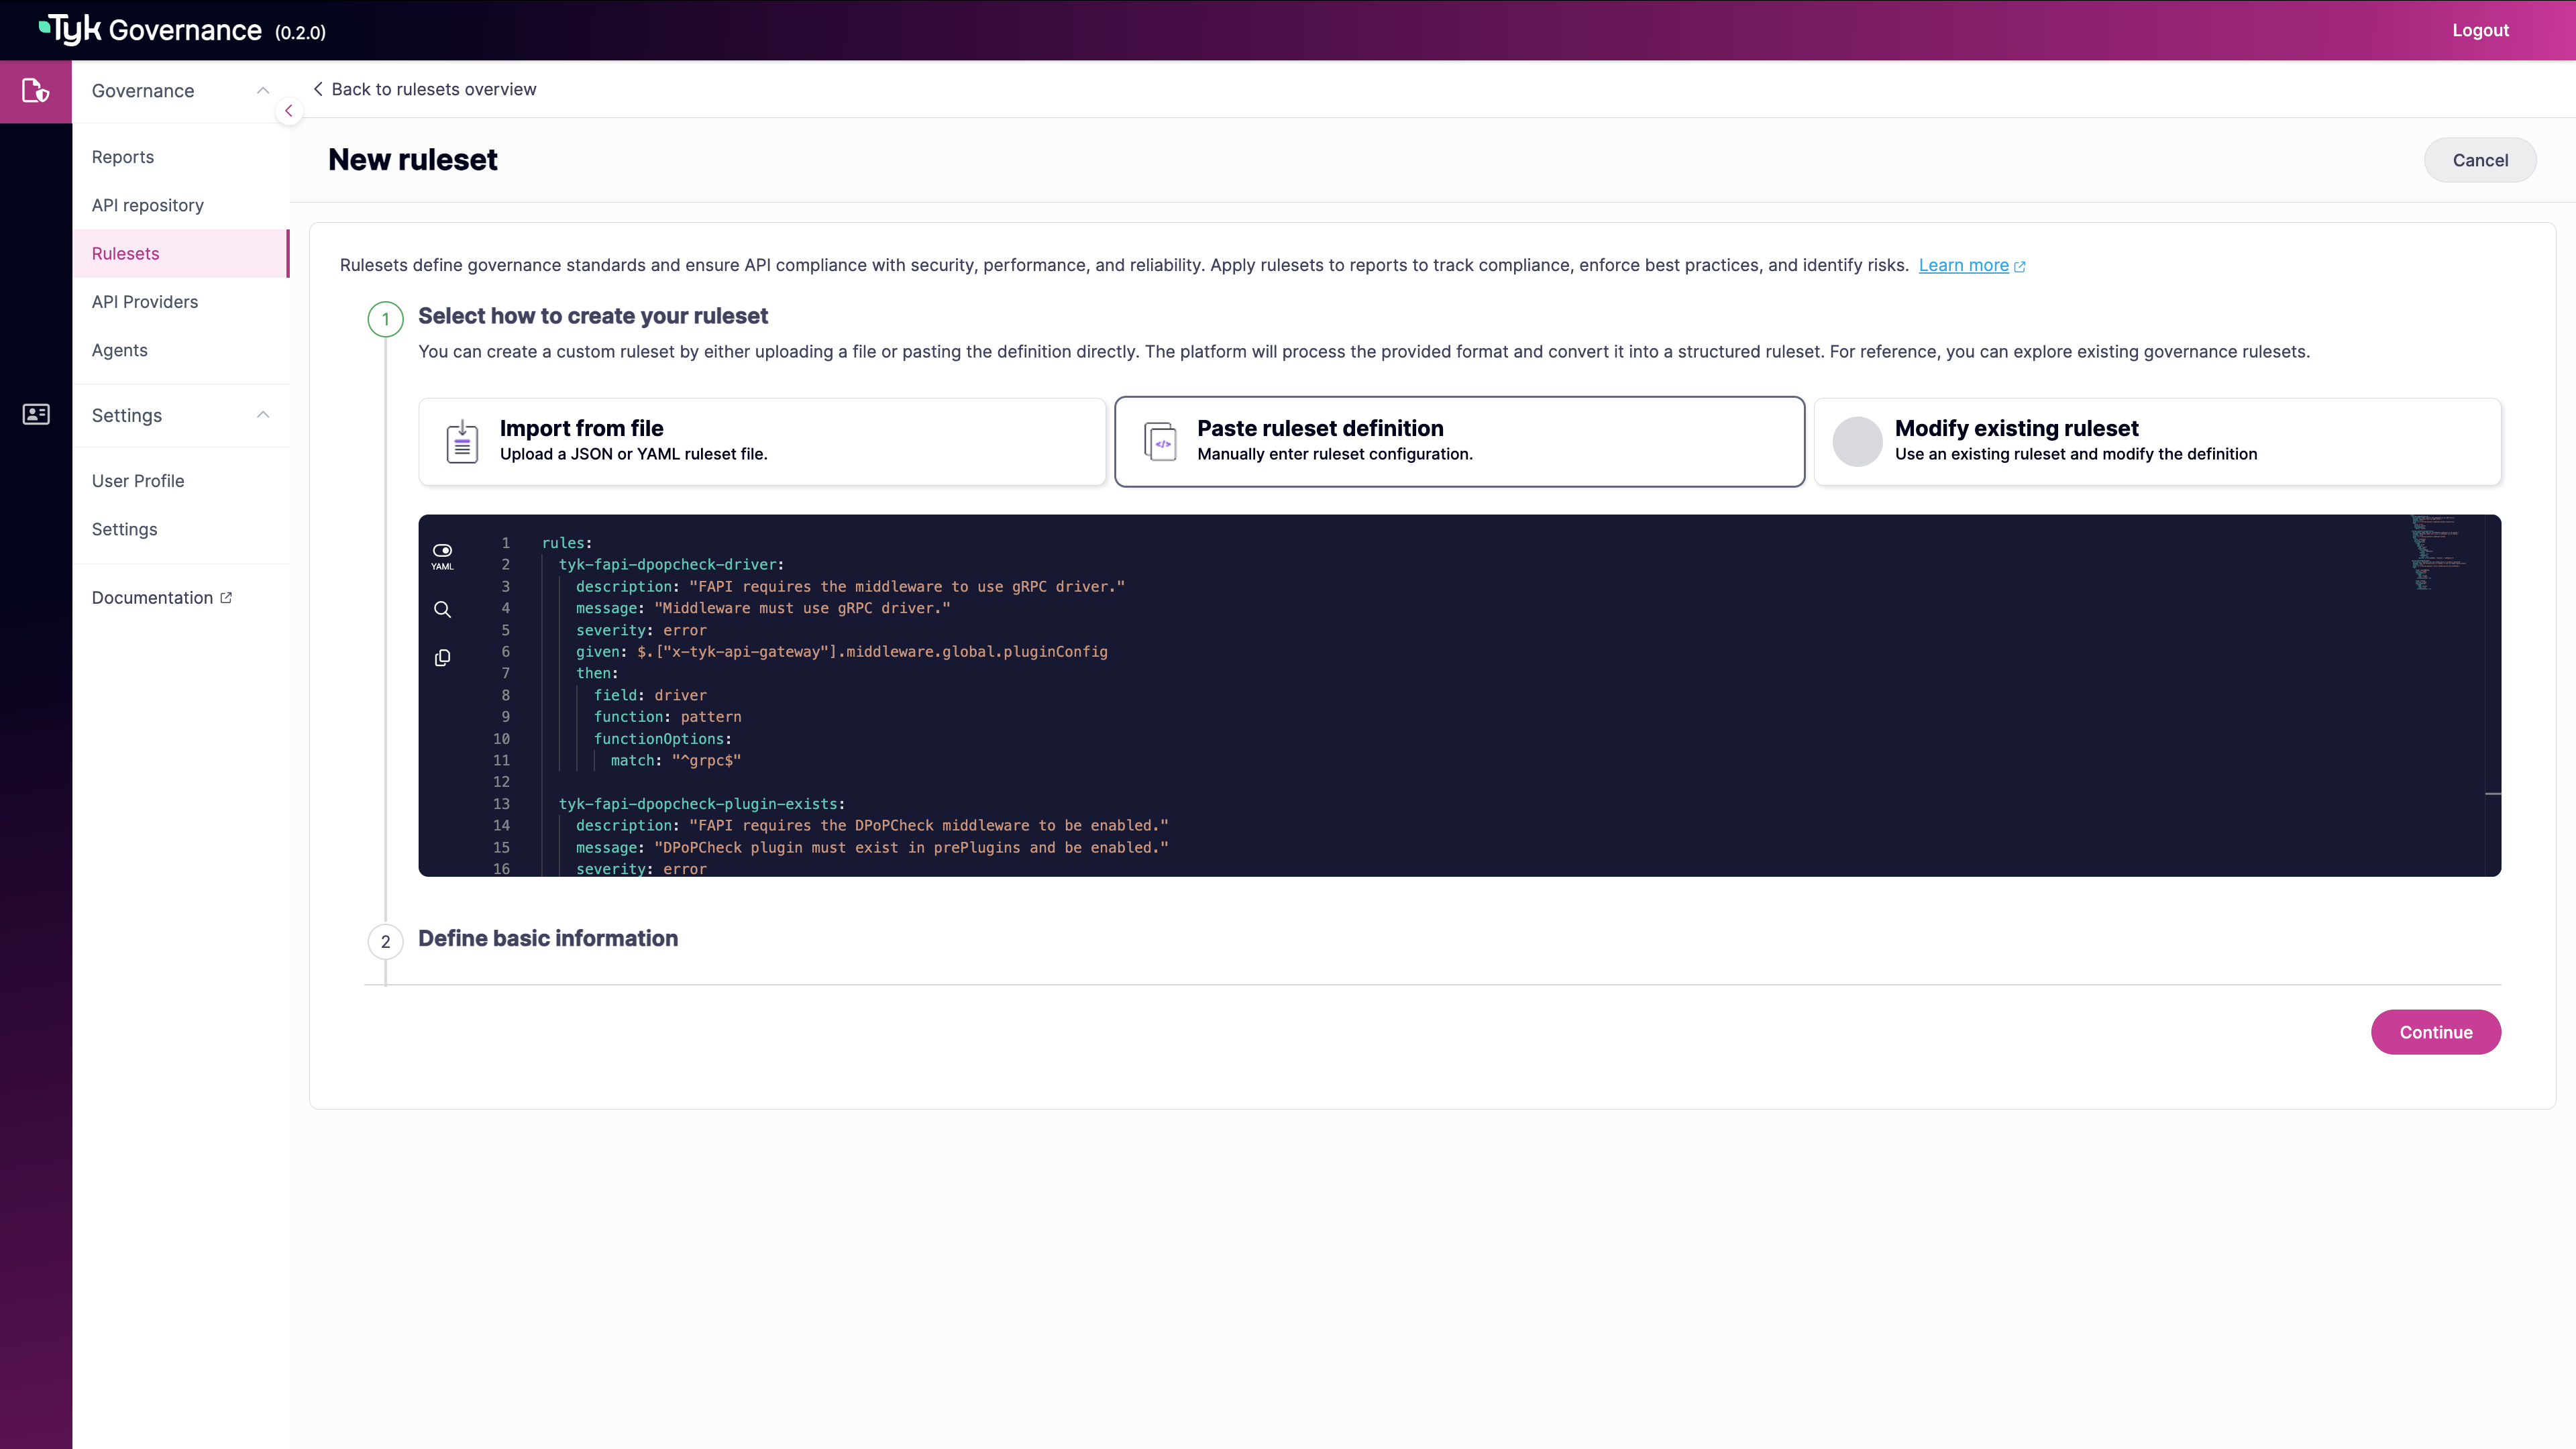 Tyk Governance (0.2.0)
Logout
Governance
Reports
API repository
Rulesets
API Providers
Agents
Settings
User Profile
Settings
Documentation
Back to rulesets overview
New ruleset
Cancel
Rulesets define governance standards and ensure API compliance with security, performance, and reliability. Apply rulesets to reports to track compliance, enforce best practices, and identify risks. Learn more
1 Select how to create your ruleset
You can create a custom ruleset by either uploading a file or pasting the definition directly. The platform will process the provided format and convert it into a structured ruleset. For reference, you can explore existing governance rulesets.
Import from file
Upload a JSON or YAML ruleset file.
Paste ruleset definition
Manually enter ruleset configuration.
Modify existing ruleset
Use an existing ruleset and modify the definition
YAML
1 rules:
2 tyk-fapi-dpopcheck-driver:
3 description: "FAPI requires the middleware to use gRPC driver."
4 message: "Middleware must use gRPC driver."
5 severity: error
6 given: $.["x-tyk-api-gateway"].middleware.global.pluginConfig
7 then:
8 field: driver
9 function: pattern
10 functionOptions:
11 match: "^grpc$"
12
13 tyk-fapi-dpopcheck-plugin-exists:
14 description: "FAPI requires the DPoPCheck middleware to be enabled."
15 message: "DPoPCheck plugin must exist in prePlugins and be enabled."
16 severity: error
2 Define basic information
Continue